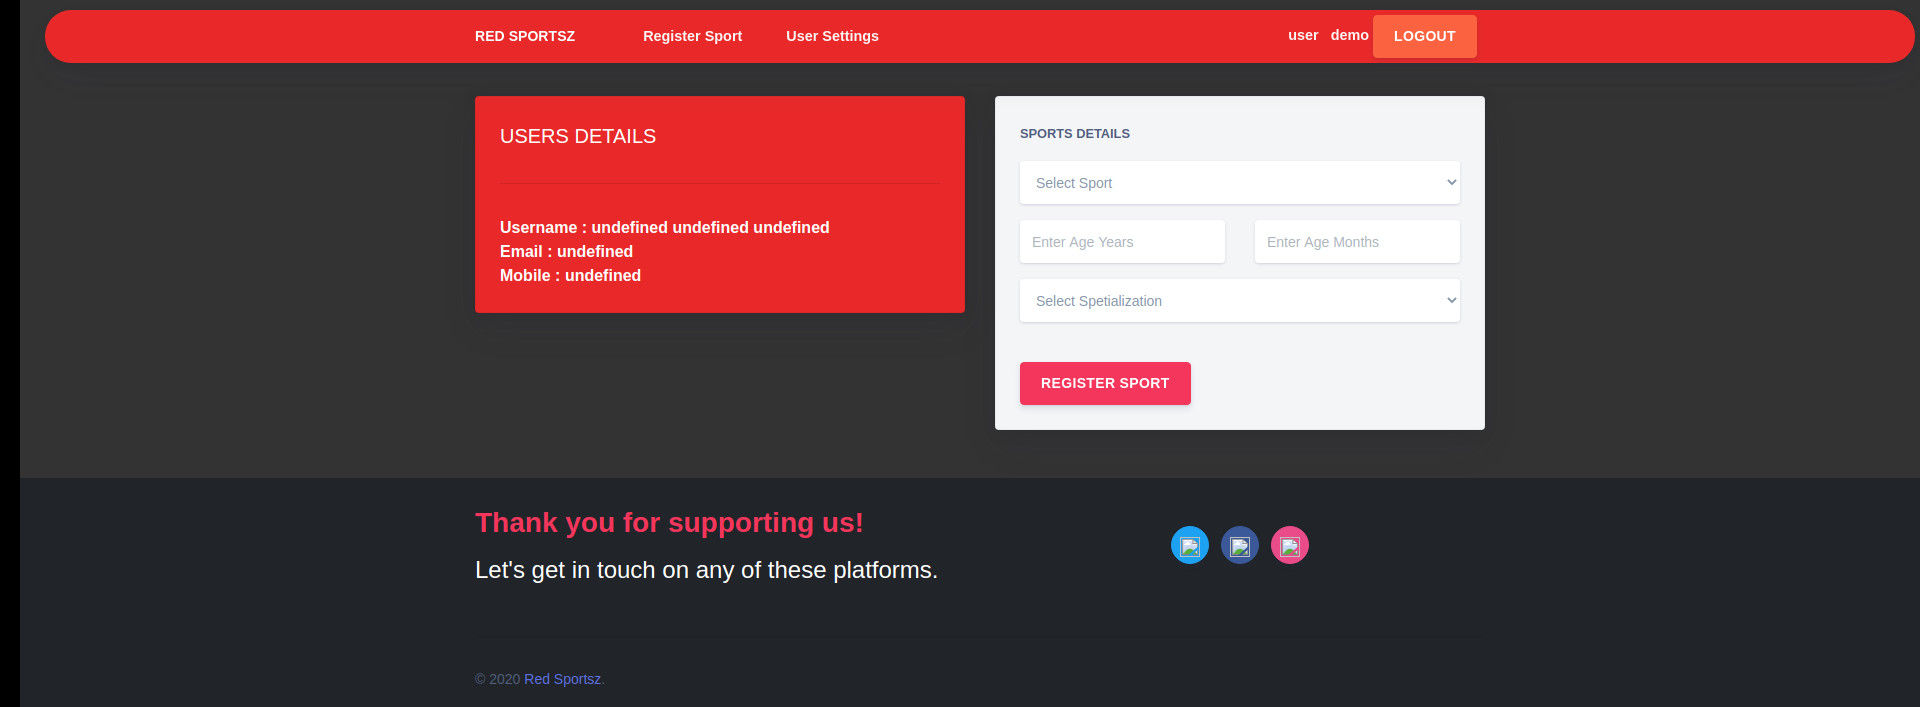 RED SPORTSZ Register Sport User Settings user demo LOGOUT
USERS DETAILS
Username : undefined undefined undefined
Email : undefined
Mobile : undefined
SPORTS DETAILS
Select Sport
Enter Age Years Enter Age Months
Select Spetialization
REGISTER SPORT
Thank you for supporting us!
Let's get in touch on any of these platforms.
© 2020 Red Sportsz.